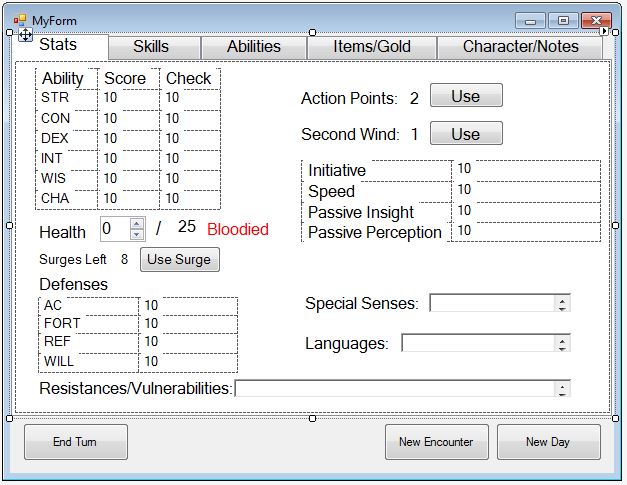 MyForm
Stats Skills Abilities Items/Gold Character/Notes
Ability Score Check
STR 10 10
CON 10 10
DEX 10 10
INT 10 10
WIS 10 10
CHA 10 10
Action Points: 2 Use
Second Wind: 1 Use
Initiative 10
Speed 10
Passive Insight 10
Passive Perception 10
Health 0 / 25 Bloodied
Surges Left 8 Use Surge
Defenses
AC 10
FORT 10
REF 10
WILL 10
Special Senses:
Languages:
Resistances/Vulnerabilities:
End Turn New Encounter New Day